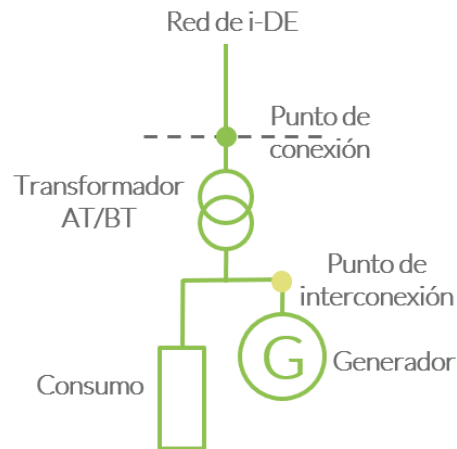 Red de i-DE
Punto de
conexión
Transformador
AT/BT
Punto de
interconexión
G
Generador
Consumo